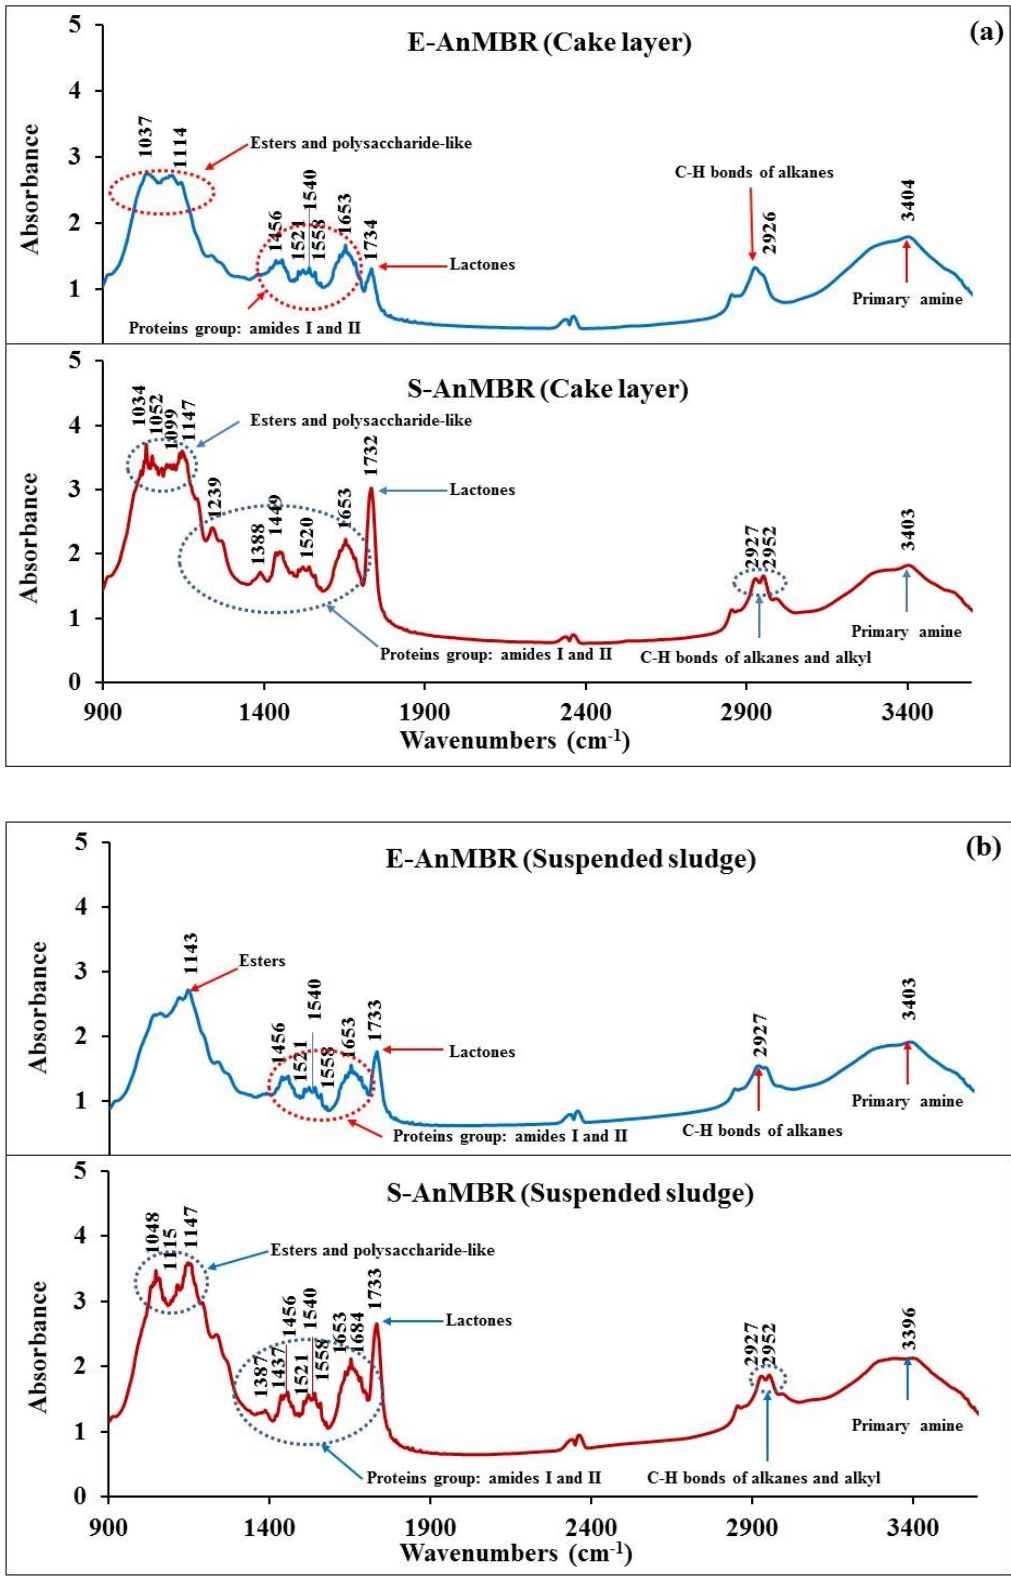 (a)
E-AnMBR (Cake layer)
5
4
3
2
1
Absorbance
1037
1114
Esters and polysaccharide-like
1456
1521
1540
1558
1653
1734
Lactones
Proteins group: amides I and II
C-H bonds of alkanes
2926
3404
Primary amine
S-AnMBR (Cake layer)
5
4
3
2
1
0
Absorbance
1034
1052
1099
1147
Esters and polysaccharide-like
1239
1388
1449
1520
1653
1732
Lactones
Proteins group: amides I and II
2927
2952
C-H bonds of alkanes and alkyl
3403
Primary amine
900 1400 1900 2400 2900 3400
Wavenumbers (cm-1)
(b)
E-AnMBR (Suspended sludge)
5
4
3
2
1
Absorbance
1143
Esters
1456
1521
1540
1558
1653
1733
Lactones
Proteins group: amides I and II
2927
C-H bonds of alkanes
3403
Primary amine
S-AnMBR (Suspended sludge)
5
4
3
2
1
0
Absorbance
1048
1115
1147
Esters and polysaccharide-like
1387
1437
1456
1521
1540
1558
1653
1684
1733
Lactones
Proteins group: amides I and II
2927
2952
C-H bonds of alkanes and alkyl
3396
Primary amine
900 1400 1900 2400 2900 3400
Wavenumbers (cm-1)